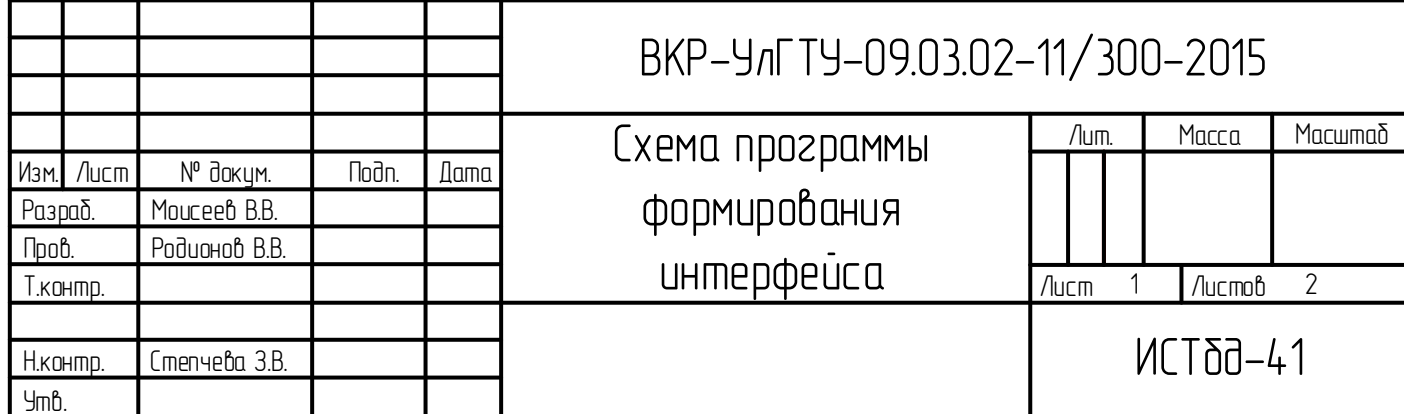 ВКР-УлГТУ-09.03.02-11/300-2015
Схема программы
формирования
интерфейса
Лит. Масса Масштаб
Изм. Лист № докум. Подп. Дата
Разраб. Моисеев В.В.
Пров. Родионов В.В.
Т.контр.
Лист 1 Листов 2
Н.контр. Степчева З.В.
Утв.
ИСТбд-41